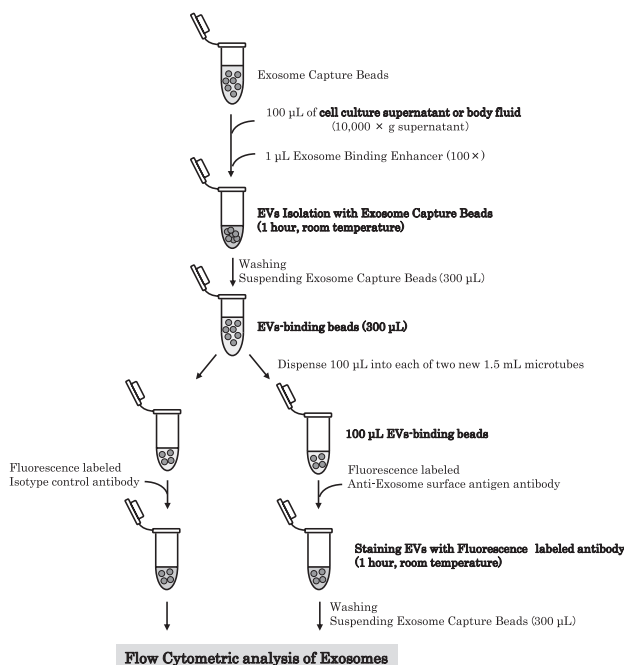 Exosome Capture Beads
100 µL of cell culture supernatant or body fluid
(10,000 × g supernatant)
1 µL Exosome Binding Enhancer (100×)
EVs Isolation with Exosome Capture Beads
(1 hour, room temperature)
Washing
Suspending Exosome Capture Beads (300 µL)
EVs-binding beads (300 µL)
Dispense 100 µL into each of two new 1.5 mL microtubes
100 µL EVs-binding beads
Fluorescence labeled
Isotype control antibody
Fluorescence labeled
Anti-Exosome surface antigen antibody
Staining EVs with Fluorescence labeled antibody
(1 hour, room temperature)
Washing
Suspending Exosome Capture Beads (300 µL)
Flow Cytometric analysis of Exosomes